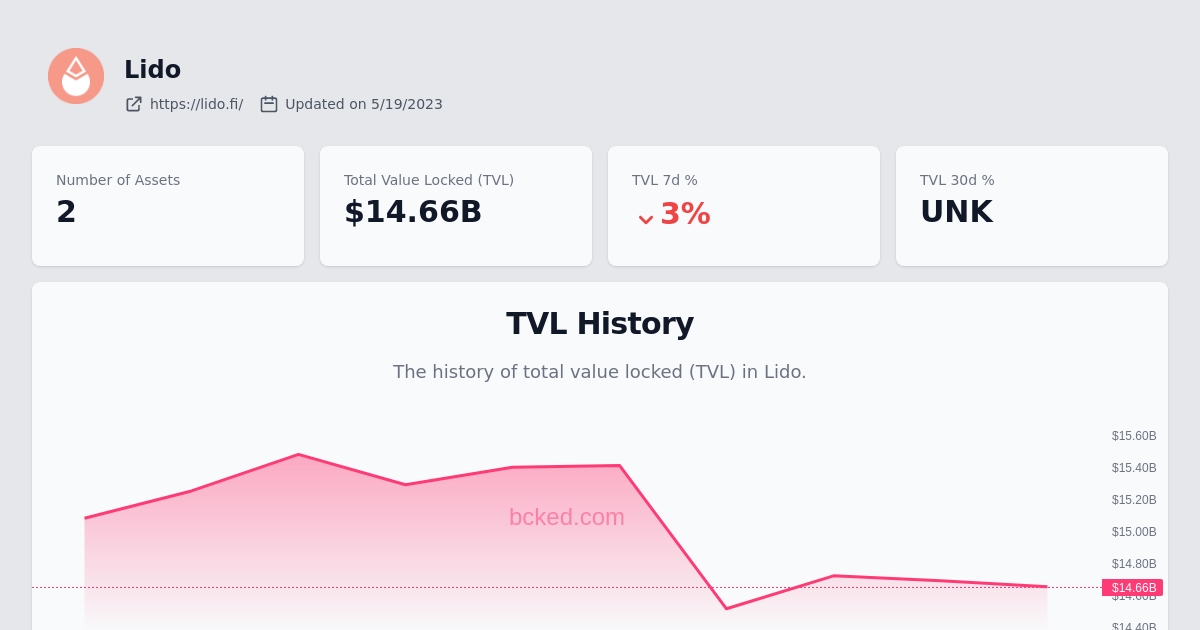 Lido
https://lido.fi/ Updated on 5/19/2023
Number of Assets
2
Total Value Locked (TVL)
$14.66B
TVL 7d %
3%
TVL 30d %
UNK
TVL History
The history of total value locked (TVL) in Lido.
$15.60B
$15.40B
bcked.com
$15.20B
$15.00B
$14.80B
$14.66B
$14.60B
$14.40B